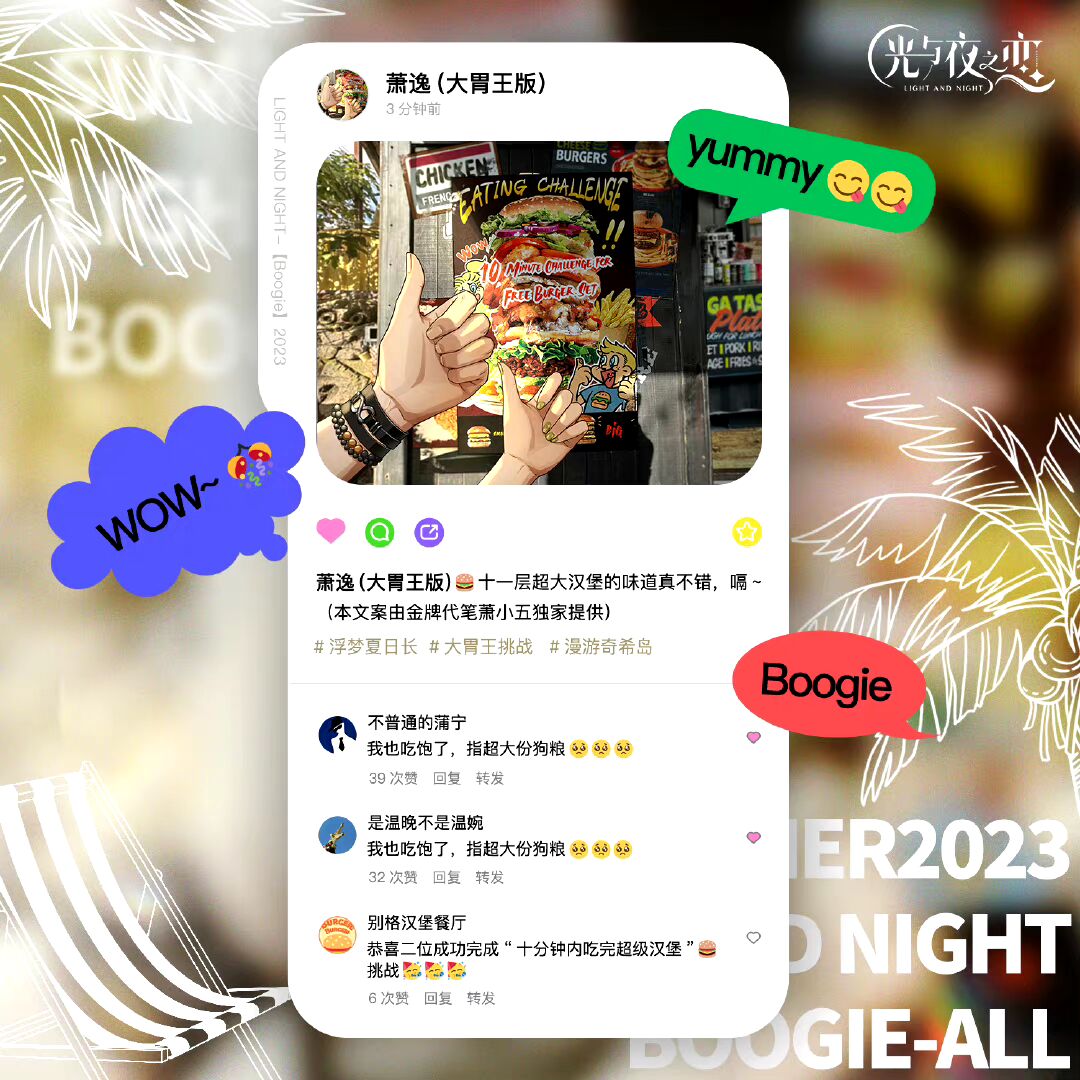 光与夜之恋
LIGHT AND NIGHT
萧逸（大胃王版）
3 分钟前
LIGHT AND NIGHT-【Boogie】2023
yummy😋😋
CHICKEN
FRENC
CHEESE
BURGERS
EATING CHALLENGE
!!
WOW
10 MINUTE CHALLENGE FOR
FREE BURGER SET
GA TAS
Plat
BIG
BOO
WOW~
萧逸（大胃王版）🍔十一层超大汉堡的味道真不错，嗝～
（本文案由金牌代笔萧小五独家提供）
# 浮梦夏日长 # 大胃王挑战 # 漫游奇希岛
Boogie
不普通的蒲宁
我也吃饱了，指超大份狗粮🥺🥺🥺
39 次赞 回复 转发
是温晚不是温婉
我也吃饱了，指超大份狗粮🥺🥺🥺
32 次赞 回复 转发
BURGER
别格汉堡餐厅
恭喜二位成功完成“十分钟内吃完超级汉堡”🍔
挑战🥳🥳🥳
6 次赞 回复 转发
MER2023
D NIGHT
BOOGIE-ALL